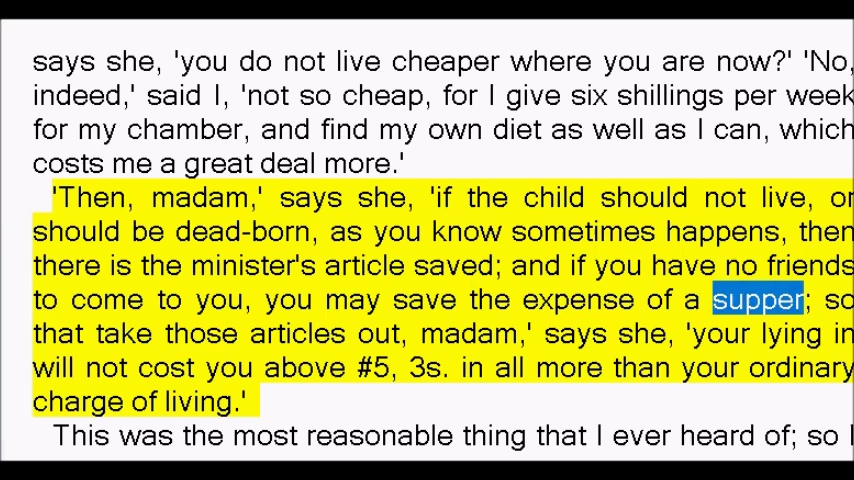 says she, 'you do not live cheaper where you are now?' 'No,
indeed,' said I, 'not so cheap, for I give six shillings per week
for my chamber, and find my own diet as well as I can, which
costs me a great deal more.'
'Then, madam,' says she, 'if the child should not live, or
should be dead-born, as you know sometimes happens, then
there is the minister's article saved; and if you have no friends
to come to you, you may save the expense of a supper; so
that take those articles out, madam,' says she, 'your lying in
will not cost you above #5, 3s. in all more than your ordinary
charge of living.'
This was the most reasonable thing that I ever heard of; so I